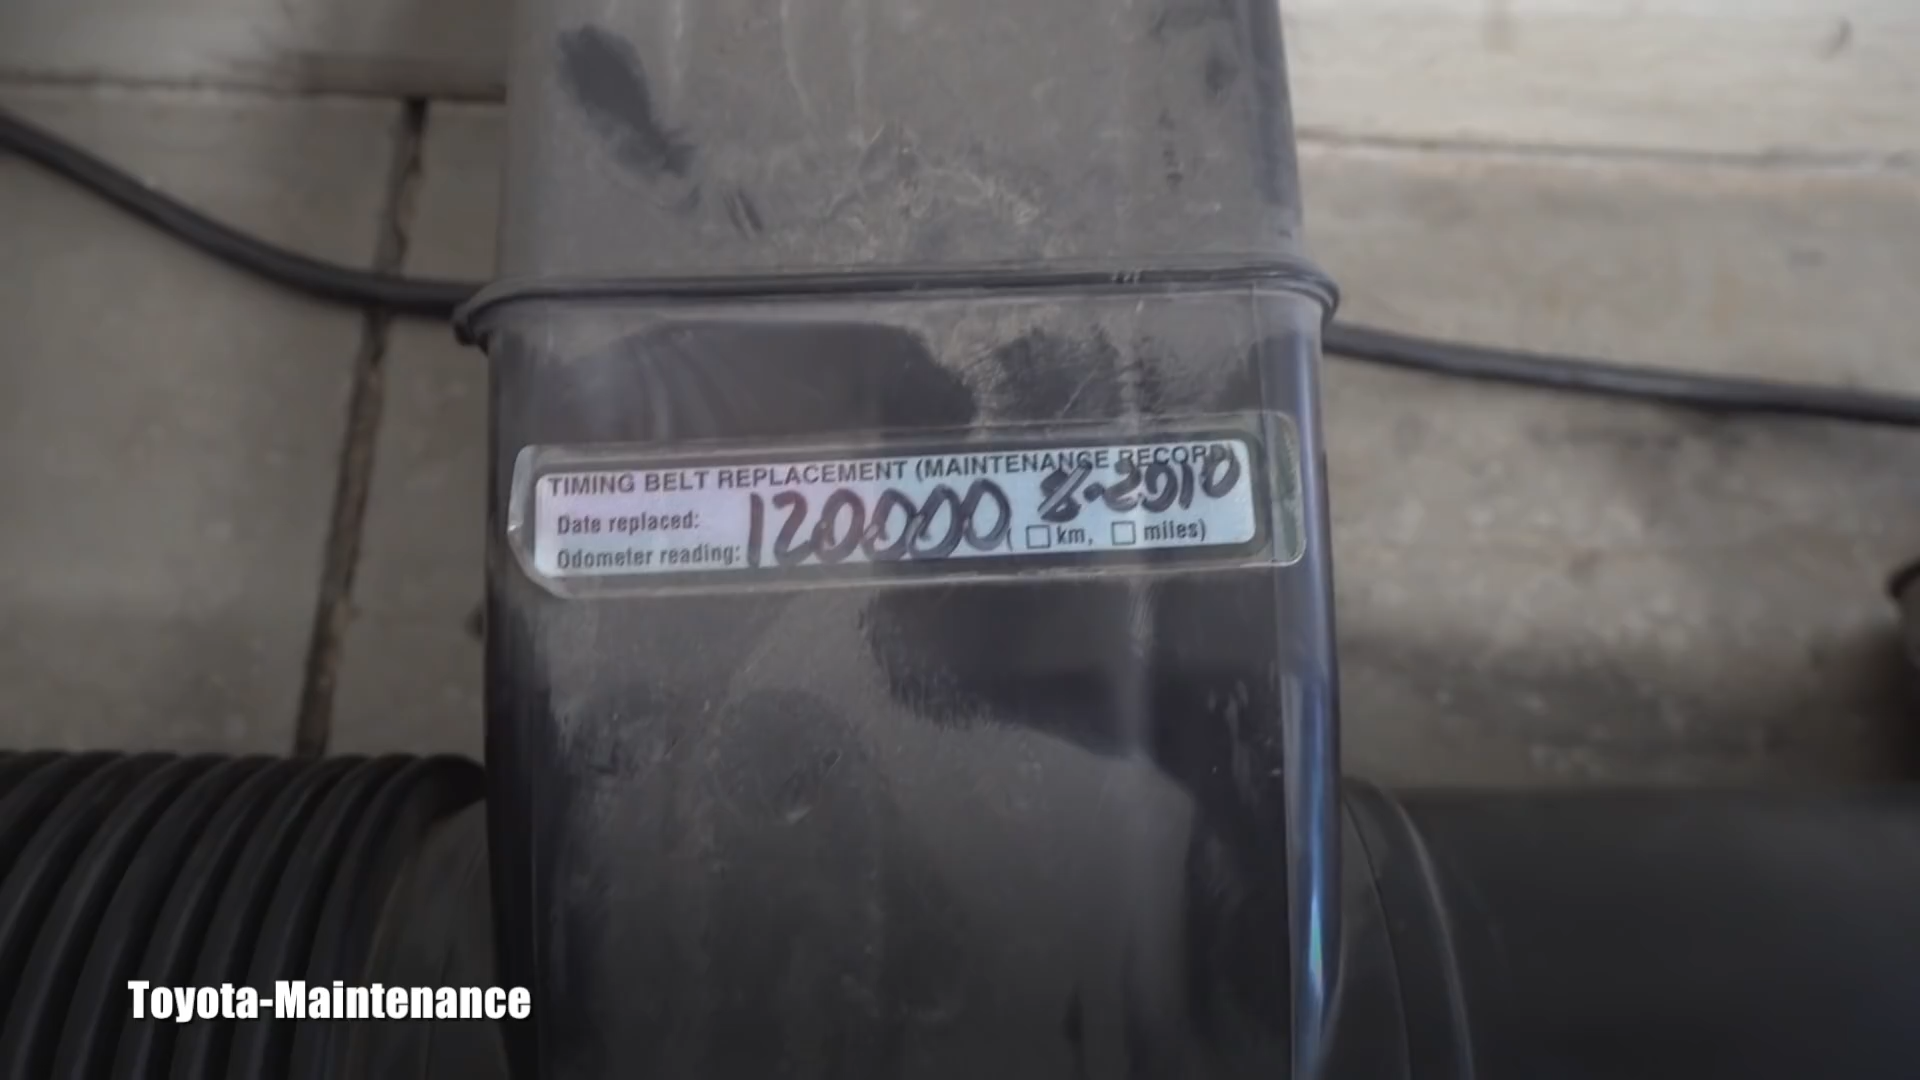 TIMING BELT REPLACEMENT (MAINTENANCE RECORD)
8-2010
Date replaced:
120000
Odometer reading: ( km, miles)
Toyota-Maintenance